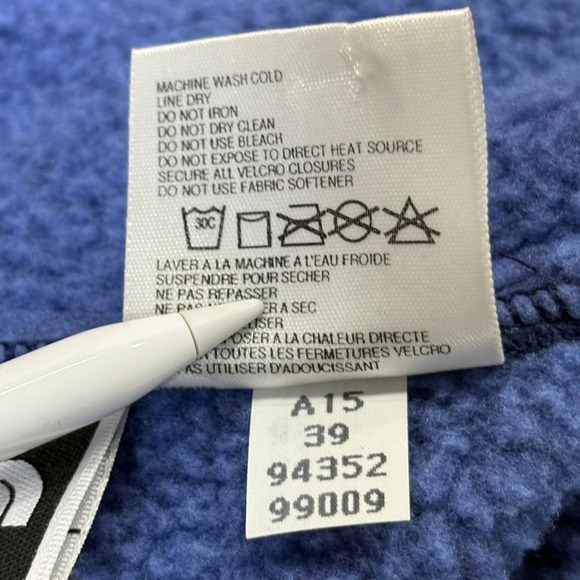 MACHINE WASH COLD
LINE DRY
DO NOT IRON
DO NOT DRY CLEAN
DO NOT USE BLEACH
DO NOT EXPOSE TO DIRECT HEAT SOURCE
SECURE ALL VELCRO CLOSURES
DO NOT USE FABRIC SOFTENER
30C
LAVER A LA MACHINE A L'EAU FROIDE
SUSPENDRE POUR SECHER
NE PAS REPASSER
NE A SEC
A LA CHALEUR DIRECTE
TOUTES LES FERMETURES VELCRO
UTILISER D'ADOUCISSANT
A15
39
94352
99009